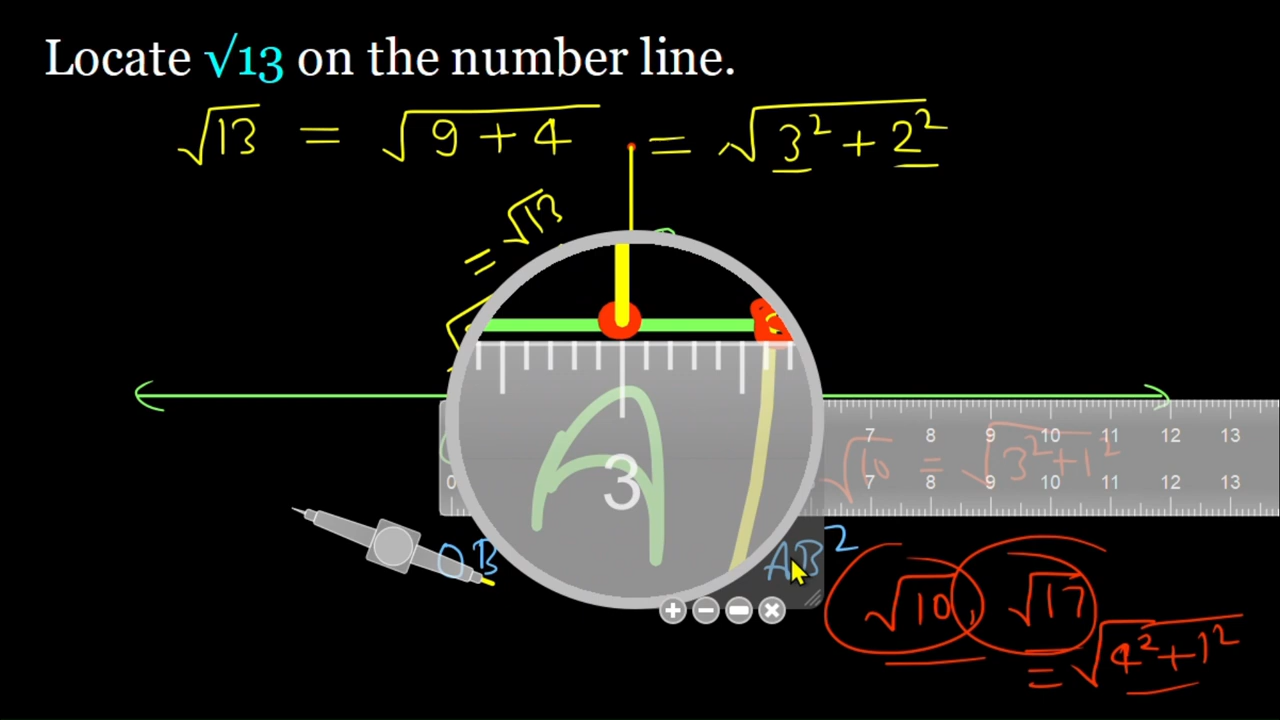 Locate √13 on the number line.
√13 = √9 + 4 = √3² + 2²
= √13
A
3
7 8 9 10 11 12 13
√10 = √3² + 1²
0 7 8 9 10 11 12 13
OB AB²
√10, √17
= √4² + 1²